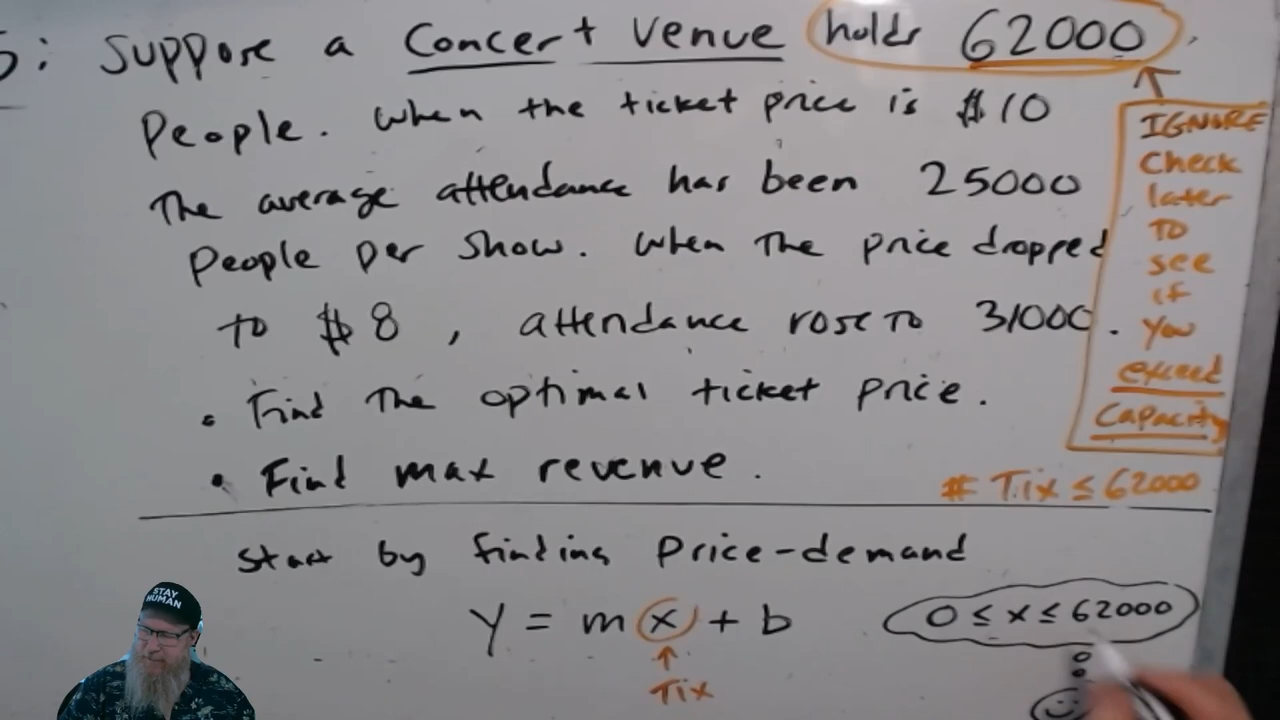 5: Suppose a Concert Venue holds 62000
People. When the ticket price is $10
The average attendance has been 25000
People per show. When The price dropped
to $8, attendance rose To 31000.
• Find The optimal ticket price.
• Find max revenue.
IGNORE
Check
later
TO
see
if
you
exceed
Capacity
# Tix ≤ 62000
Start by finding Price-demand
y = m x + b
↑
Tix
0 ≤ x ≤ 62000
STAY
HUMAN